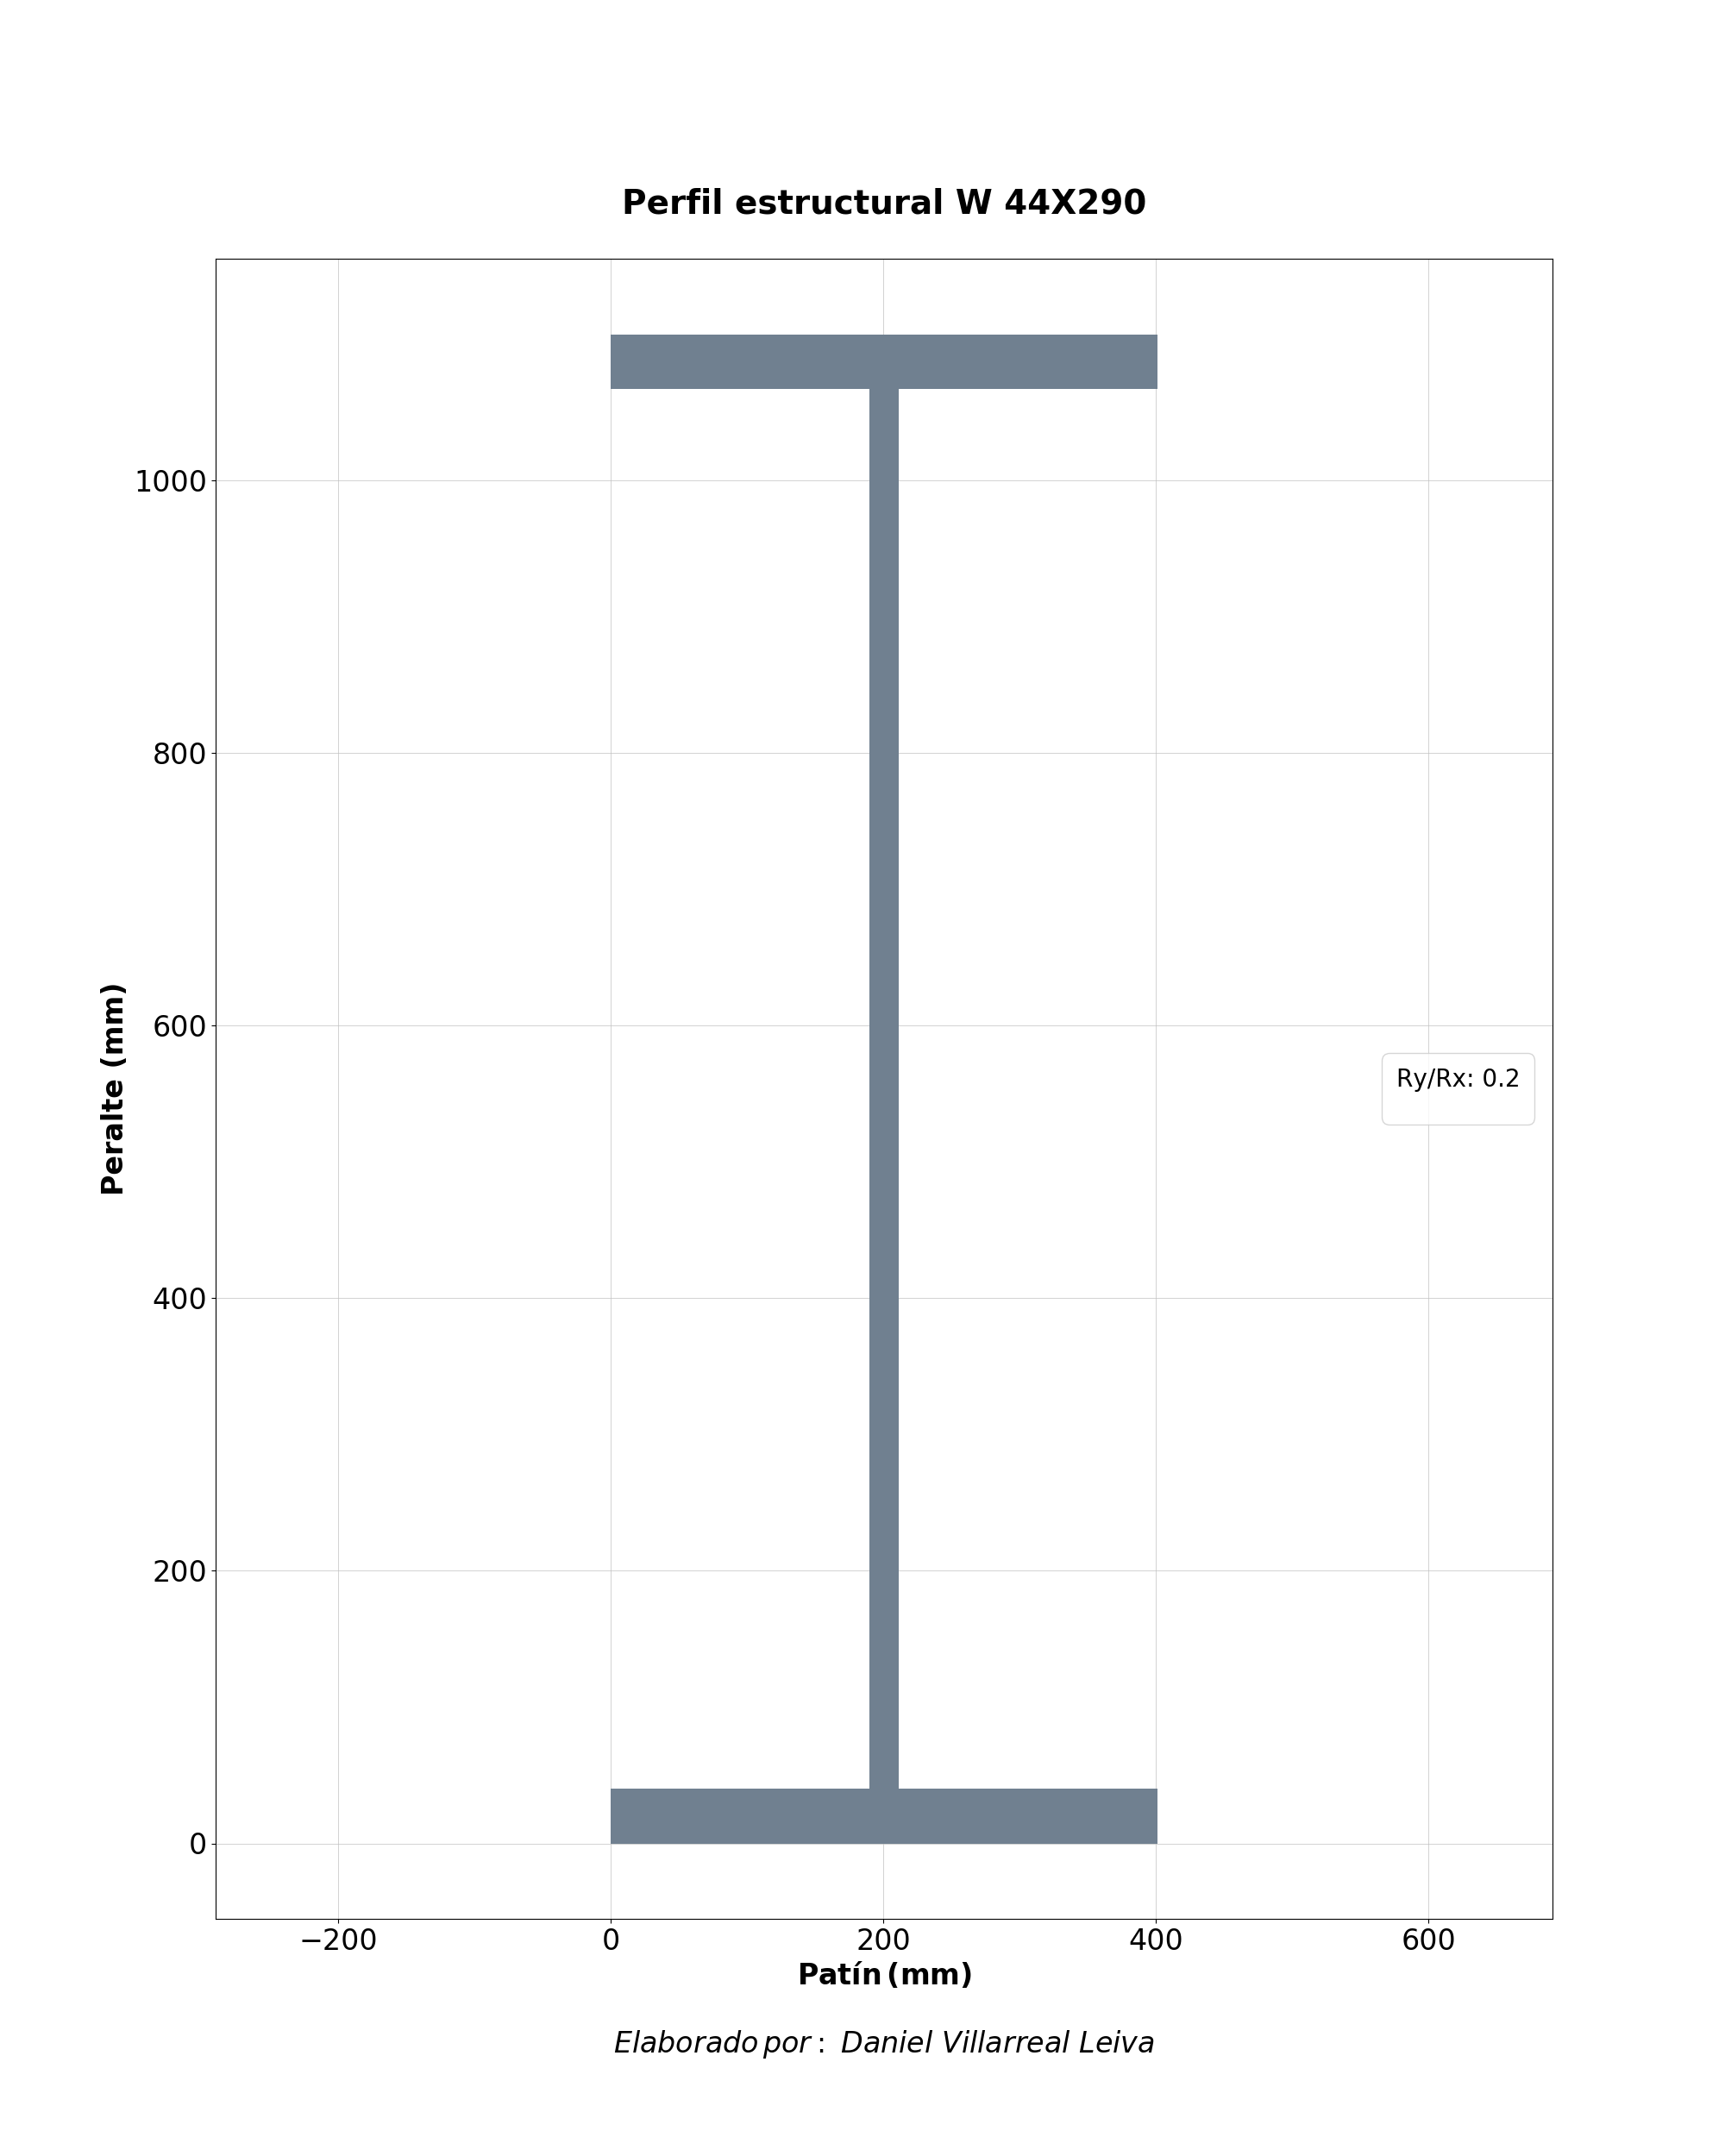 Perfil estructural W 44X290
1000
800
600
400
200
0
Peralte (mm)
Ry/Rx: 0.2
−200 0 200 400 600
Patín (mm)
Elaborado por: Daniel Villarreal Leiva